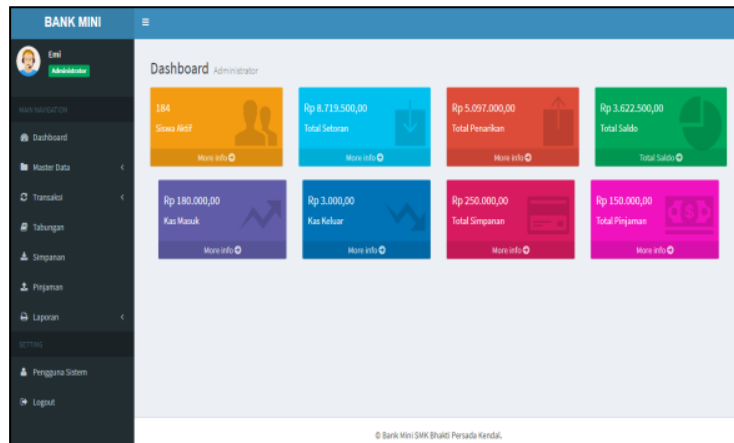 BANK MINI
Emi
Administrator
MAIN NAVIGATION
Dashboard
Master Data
Transaksi
Tabungan
Simpanan
Pinjaman
Laporan
SETTING
Pengguna Sistem
Logout
Dashboard Administrator
184
Siswa Aktif
More info
Rp 8.719.500,00
Total Setoran
More info
Rp 5.097.000,00
Total Penarikan
More info
Rp 3.622.500,00
Total Saldo
Total Saldo
Rp 180.000,00
Kas Masuk
More info
Rp 3.000,00
Kas Keluar
More info
Rp 250.000,00
Total Simpanan
More info
Rp 150.000,00
Total Pinjaman
More info
© Bank Mini SMK Bhakti Persada Kendal.